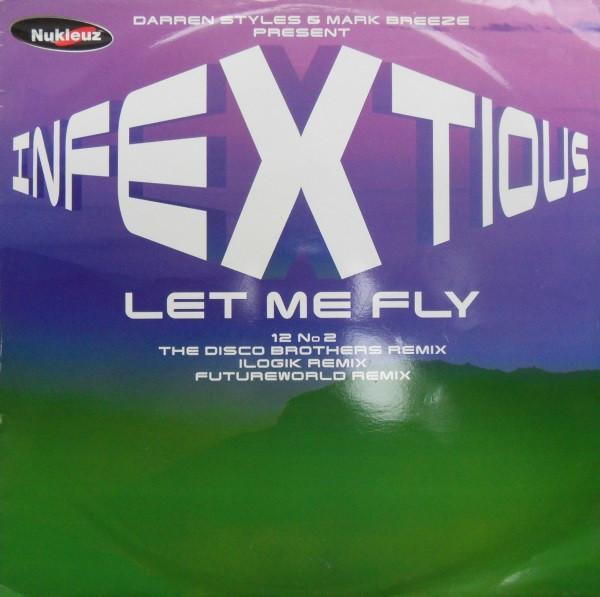 Nukleuz
DARREN STYLES & MARK BREEZE
PRESENT
INFEXTIOUS
LET ME FLY
12 No 2
THE DISCO BROTHERS REMIX
ILOGIK REMIX
FUTUREWORLD REMIX